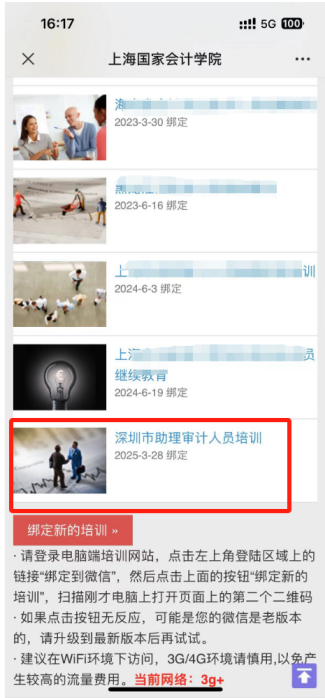 16:17
5G 100
上海国家会计学院
2023-3-30 绑定
2023-6-16 绑定
上 训
2024-6-3 绑定
上 员
继续教育
2024-6-19 绑定
深圳市助理审计人员培训
2025-3-28 绑定
绑定新的培训 »
· 请登录电脑端培训网站，点击左上角登陆区域上的
链接“绑定到微信”，然后点击上面的按钮“绑定新的
培训”，扫描刚才电脑上打开页面上的第二个二维码
· 如果点击按钮无反应，可能是您的微信是老版本
的，请升级到最新版本后再试试。
· 建议在WiFi环境下访问，3G/4G环境请慎用,以免产
生较高的流量费用。当前网络：3g+